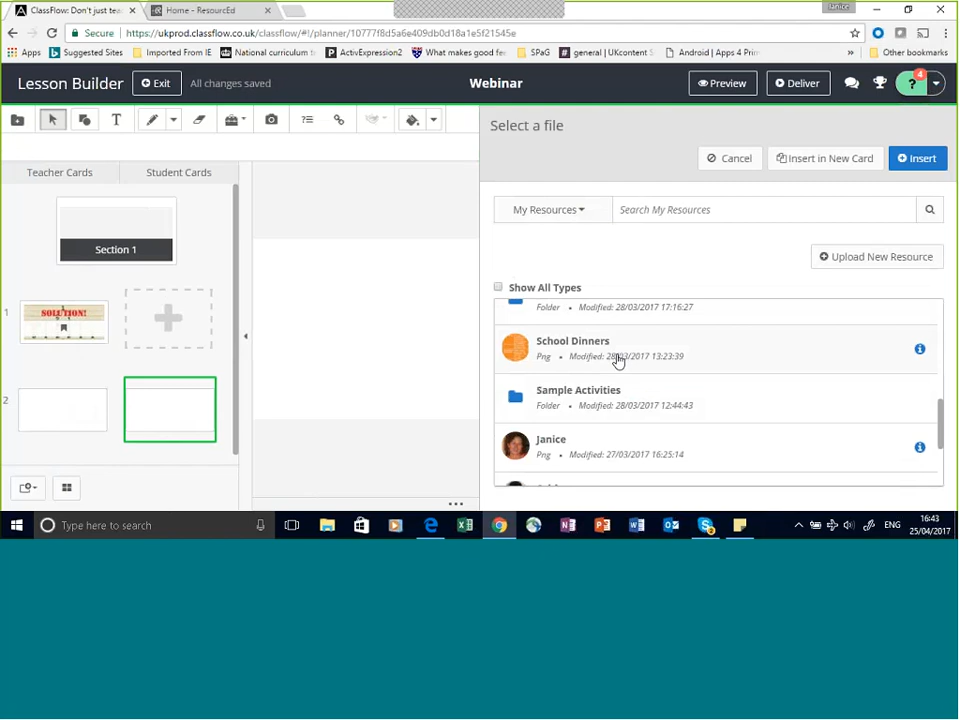 ClassFlow: Don't just tea
Home - ResourcEd
janice
Secure
https://ukprod.classflow.co.uk/classflow/#!/planner/10777f8d5a6e409db0d18a1e5f21545e
Apps
Suggested Sites
Imported From IE
National curriculum
ActivExpression2
What makes good fe
SPaG
general | UKcontent
Android | Apps 4 Prim
»
Other bookmarks
Lesson Builder
Exit
All changes saved
Webinar
Preview
Deliver
4
?
T
Select a file
Cancel
Insert in New Card
Insert
Teacher Cards
Student Cards
My Resources
Search My Resources
Section 1
Upload New Resource
Show All Types
Folder • Modified: 28/03/2017 17:16:27
1
SOLUTION!
School Dinners
Png • Modified: 28/03/2017 13:23:39
Sample Activities
Folder • Modified: 28/03/2017 12:44:43
2
Janice
Png • Modified: 27/03/2017 16:25:14
Type here to search
ENG
16:43
25/04/2017